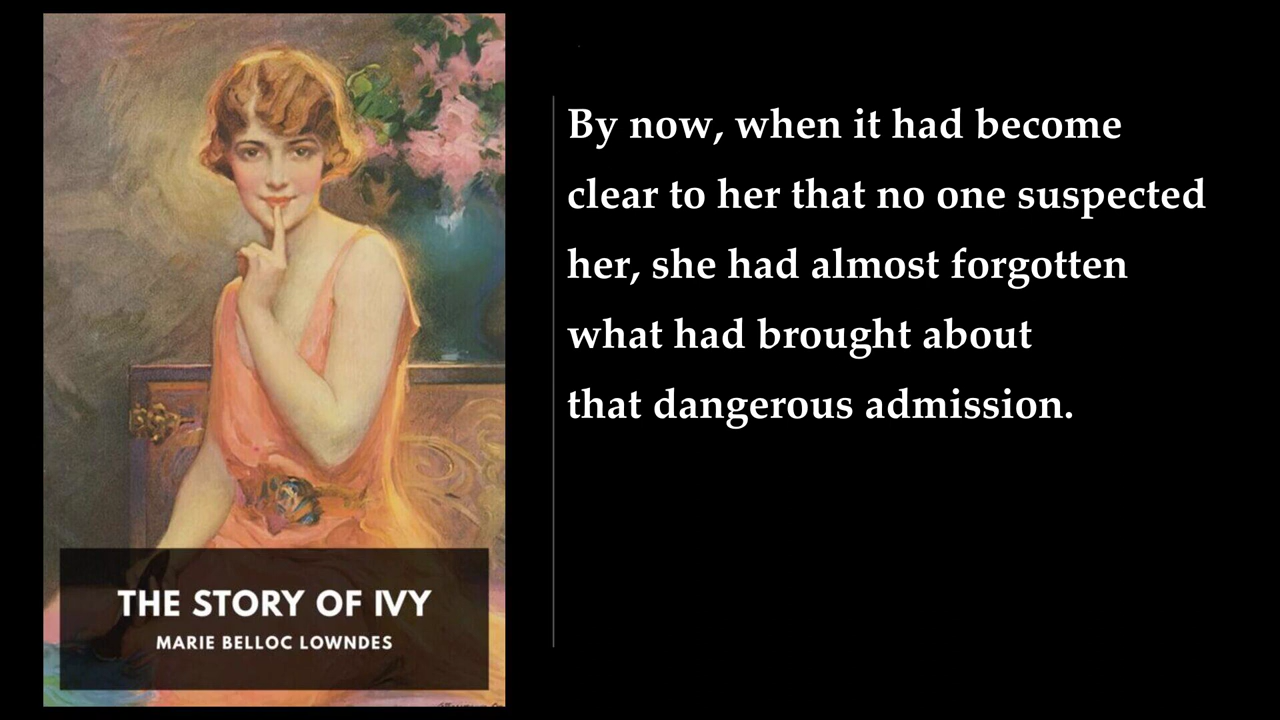 By now, when it had become
clear to her that no one suspected
her, she had almost forgotten
what had brought about
that dangerous admission.
THE STORY OF IVY
MARIE BELLOC LOWNDES